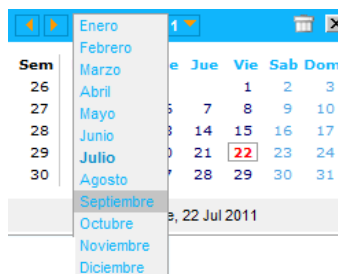 Enero 1
Febrero
Sem Marzo Jue Vie Sab Dom
26 Abril 1 2 3
27 Mayo 7 8 9 10
28 Junio 14 15 16 17
29 Julio 21 22 23 24
30 Agosto 28 29 30 31
Septiembre , 22 Jul 2011
Octubre
Noviembre
Diciembre